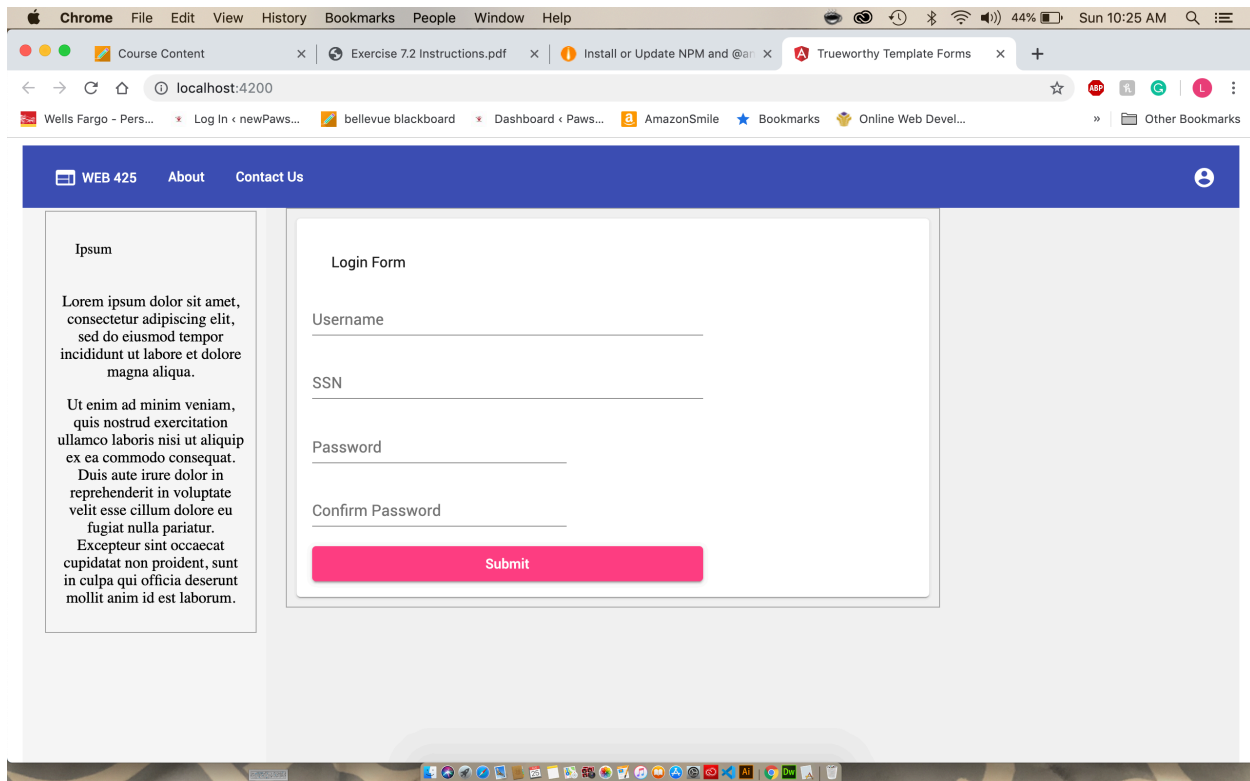 Chrome File Edit View History Bookmarks People Window Help 44% Sun 10:25 AM
Course Content Exercise 7.2 Instructions.pdf Install or Update NPM and @an Trueworthy Template Forms
localhost:4200 ABP G L
Wells Fargo - Pers... Log In ‹ newPaws... bellevue blackboard Dashboard ‹ Paws... AmazonSmile Bookmarks Online Web Devel... » Other Bookmarks
WEB 425 About Contact Us
Ipsum
Lorem ipsum dolor sit amet,
consectetur adipiscing elit,
sed do eiusmod tempor
incididunt ut labore et dolore
magna aliqua.
Ut enim ad minim veniam,
quis nostrud exercitation
ullamco laboris nisi ut aliquip
ex ea commodo consequat.
Duis aute irure dolor in
reprehenderit in voluptate
velit esse cillum dolore eu
fugiat nulla pariatur.
Excepteur sint occaecat
cupidatat non proident, sunt
in culpa qui officia deserunt
mollit anim id est laborum.
Login Form
Username
SSN
Password
Confirm Password
Submit
Ai Dw